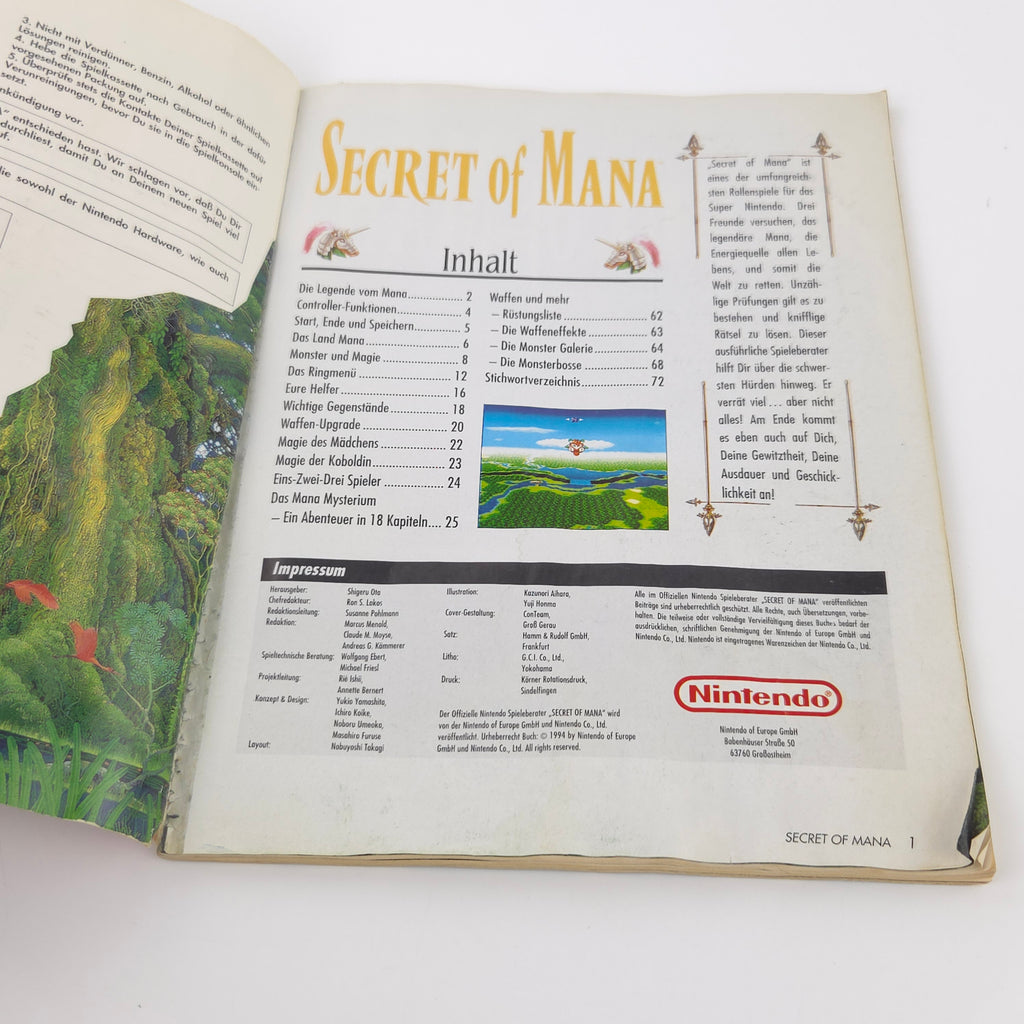 3. Nicht mit Verdünner, Benzin, Alkohol oder ähnlichen
Lösungen reinigen.
4. Hebe die Spielkassette nach Gebrauch in der dafür
vorgesehenen Packung auf.
5. Überprüfe stets die Kontakte Deiner Spielkassette auf
Verunreinigungen, bevor Du sie in die Spielkonsole ein-
setzt.
nkündigung vor.
A" entschieden hast. Wir schlagen vor, daß Du Dir
durchliest, damit Du an Deinem neuen Spiel viel
f.
die sowohl der Nintendo Hardware, wie auch
SECRET of MANA
Inhalt
Die Legende vom Mana................ 2
Controller-Funktionen.................. 4
Start, Ende und Speichern.............. 5
Das Land Mana.......................... 6
Monster und Magie ..................... 8
Das Ringmenü .......................... 12
Eure Helfer ............................ 16
Wichtige Gegenstände................. 18
Waffen-Upgrade ....................... 20
Magie des Mädchens .................. 22
Magie der Koboldin.................... 23
Eins-Zwei-Drei Spieler ................ 24
Das Mana Mysterium
– Ein Abenteuer in 18 Kapiteln.... 25
Waffen und mehr
– Rüstungsliste ........................ 62
– Die Waffeneffekte .................. 63
– Die Monster Galerie................. 64
– Die Monsterbosse ................... 68
Stichwortverzeichnis.................... 72
„Secret of Mana" ist
eines der umfangreich-
sten Rollenspiele für das
Super Nintendo. Drei
Freunde versuchen, das
legendäre Mana, die
Energiequelle allen Le-
bens, und somit die
Welt zu retten. Unzäh-
lige Prüfungen gilt es zu
bestehen und knifflige
Rätsel zu lösen. Dieser
ausführliche Spieleberater
hilft Dir über die schwer-
sten Hürden hinweg. Er
verrät viel ... aber nicht
alles! Am Ende kommt
es eben auch auf Dich,
Deine Gewitztheit, Deine
Ausdauer und Geschick-
lichkeit an!
Impressum
Herausgeber: Shigeru Ota
Chefredakteur: Ron S. Lakos
Redaktionsleitung: Susanne Pohlmann
Redaktion: Marcus Menold,
Claude M. Moyse,
Andreas G. Kämmerer
Spieltechnische Beratung: Wolfgang Ebert,
Michael Friesl
Projektleitung: Rié Ishii,
Annette Bernert
Konzept & Design: Yukio Yamashita,
Ichiro Koike,
Noboru Umeoka,
Masahiro Furuse
Layout: Nobuyoshi Takagi
Illustration: Kazunori Aihara,
Yuji Honma
Cover-Gestaltung: ConTeam,
Groß Gerau
Satz: Hamm & Rudolf GmbH,
Frankfurt
Litho: G.C.I. Co., Ltd.,
Yokohama
Druck: Körner Rotationsdruck,
Sindelfingen
Der Offizielle Nintendo Spieleberater „SECRET OF MANA" wird
von der Nintendo of Europe GmbH und Nintendo Co., Ltd.
veröffentlicht. Urheberrecht Buch: © 1994 by Nintendo of Europe
GmbH und Nintendo Co., Ltd. All rights reserved.
Alle im Offiziellen Nintendo Spieleberater „SECRET OF MANA" veröffentlichten
Beiträge sind urheberrechtlich geschützt. Alle Rechte, auch Übersetzungen, vorbe-
halten. Die teilweise oder vollständige Vervielfältigung dieses Buches bedarf der
ausdrücklichen, schriftlichen Genehmigung der Nintendo of Europe GmbH und
Nintendo Co., Ltd. Nintendo ist eingetragenes Warenzeichen der Nintendo Co., Ltd.
Nintendo®
Nintendo of Europe GmbH
Babenhäuser Straße 50
63760 Großostheim
SECRET OF MANA 1